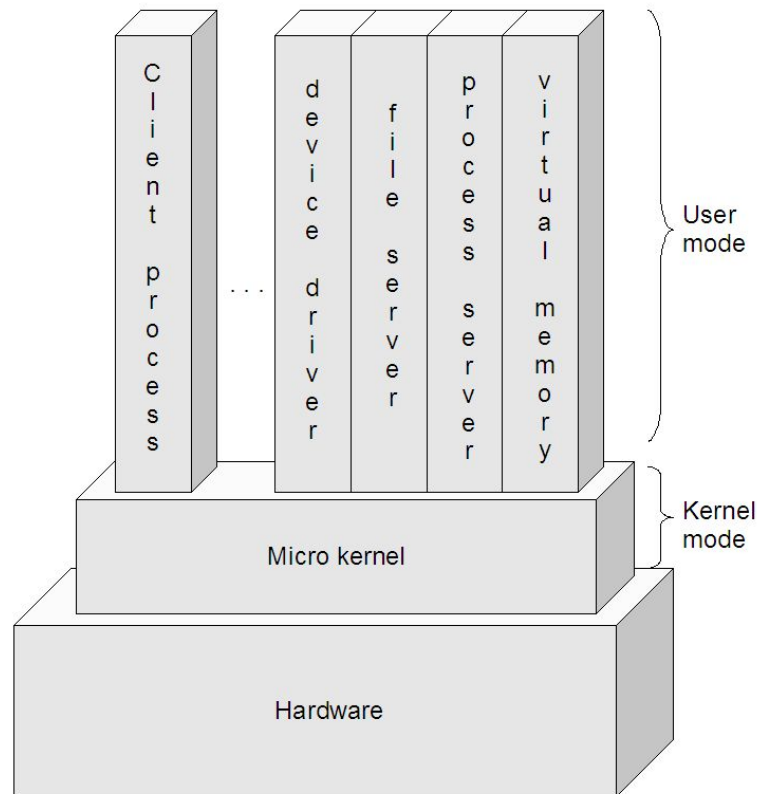 Client process
. . .
device driver
file server
process server
virtual memory
User
mode
Micro kernel
Kernel
mode
Hardware